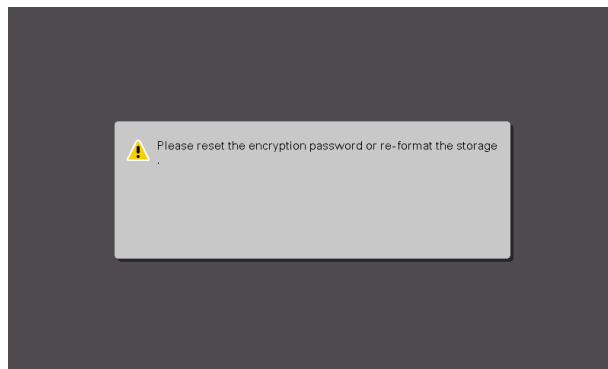 Please reset the encryption password or re-format the storage
.